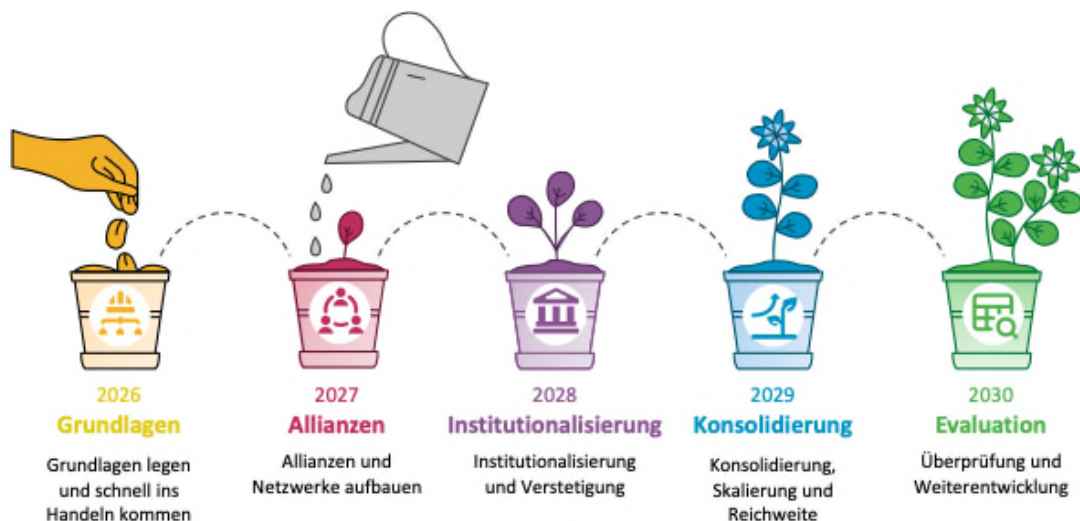 2026
Grundlagen
Grundlagen legen
und schnell ins
Handeln kommen
2027
Allianzen
Allianzen und
Netzwerke aufbauen
2028
Institutionalisierung
Institutionalisierung
und Verstetigung
2029
Konsolidierung
Konsolidierung,
Skalierung und
Reichweite
2030
Evaluation
Überprüfung und
Weiterentwicklung